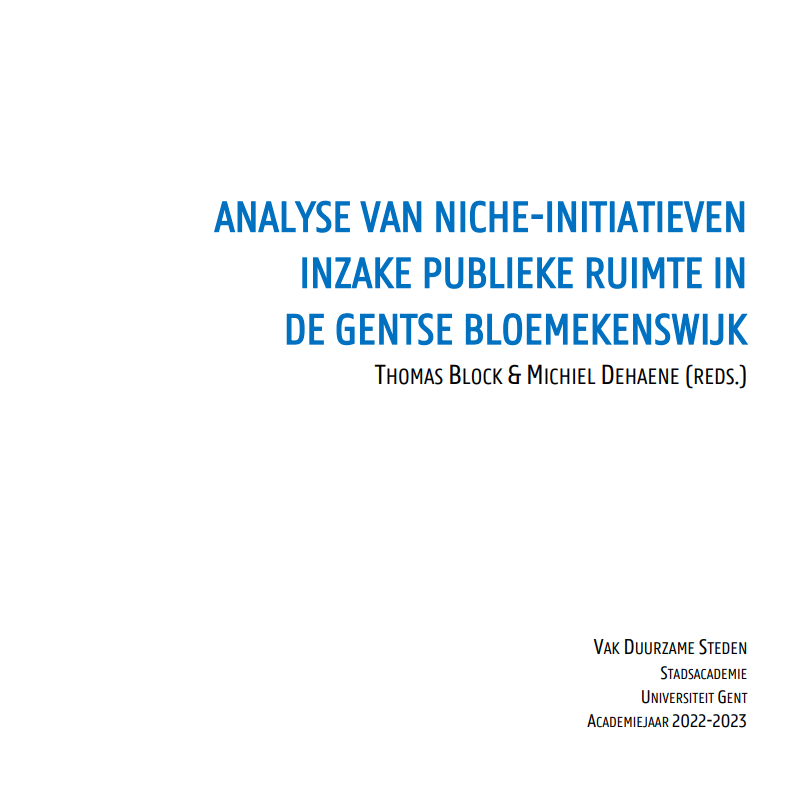 ANALYSE VAN NICHE-INITIATIEVEN
INZAKE PUBLIEKE RUIMTE IN
DE GENTSE BLOEMEKENSWIJK
THOMAS BLOCK & MICHIEL DEHAENE (REDS.)
VAK DUURZAME STEDEN
STADSACADEMIE
UNIVERSITEIT GENT
ACADEMIEJAAR 2022-2023